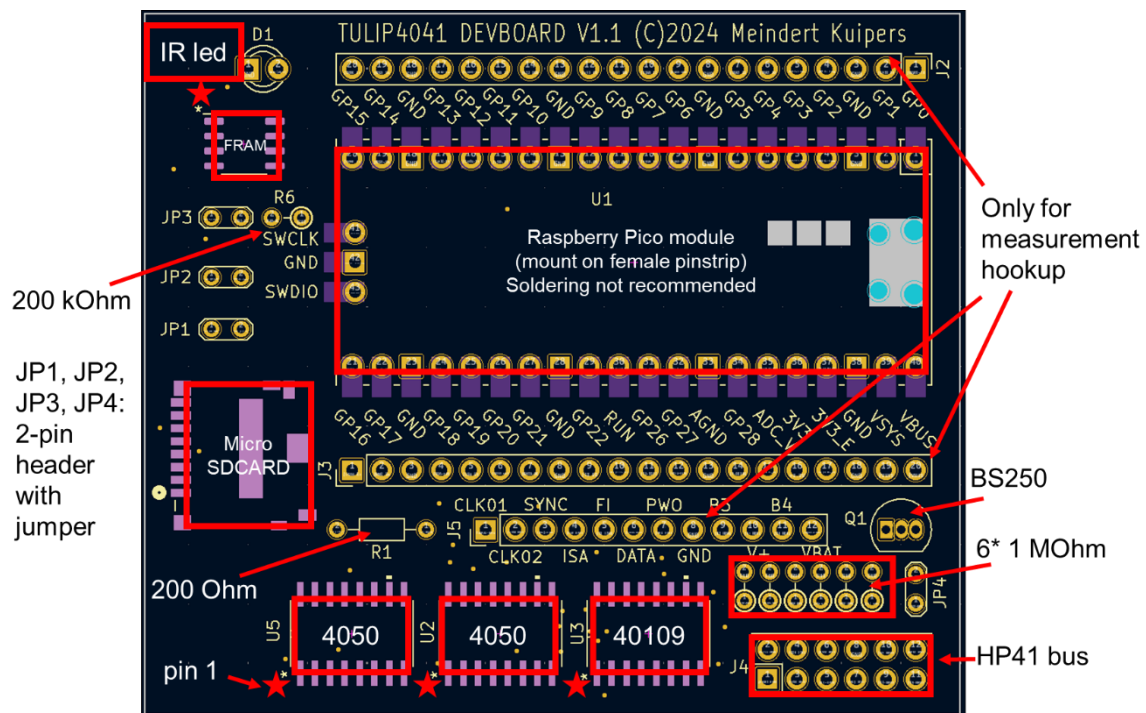 TULIP4041 DEVBOARD V1.1 (C)2024 Meindert Kuipers
IR led
D1
J2
GP15 GP14 GND GP13 GP12 GP11 GP10 GND GP9 GP8 GP7 GP6 GND GP5 GP4 GP3 GP2 GND GP1 GP0
*
FRAM
R6
JP3
SWCLK
GND
SWDIO
JP2
JP1
U1
Raspberry Pico module
(mount on female pinstrip)
Soldering not recommended
Only for
measurement
hookup
200 kOhm
JP1, JP2,
JP3, JP4:
2-pin
header
with
jumper
Micro
SDCARD
GP16 GP17 GND GP18 GP19 GP20 GP21 GND GP22 RUN GP26 GP27 AGND GP28 ADC_V 3V3 3V3_E GND VSYS VBUS
J3
CLK01 SYNC FI PWO B3 B4
J5
CLK02 ISA DATA GND V+ VBAT
R1
Q1
BS250
6* 1 MOhm
JP4
200 Ohm
U5
4050
U2
4050
U3
40109
pin 1
*
*
*
J4
HP41 bus